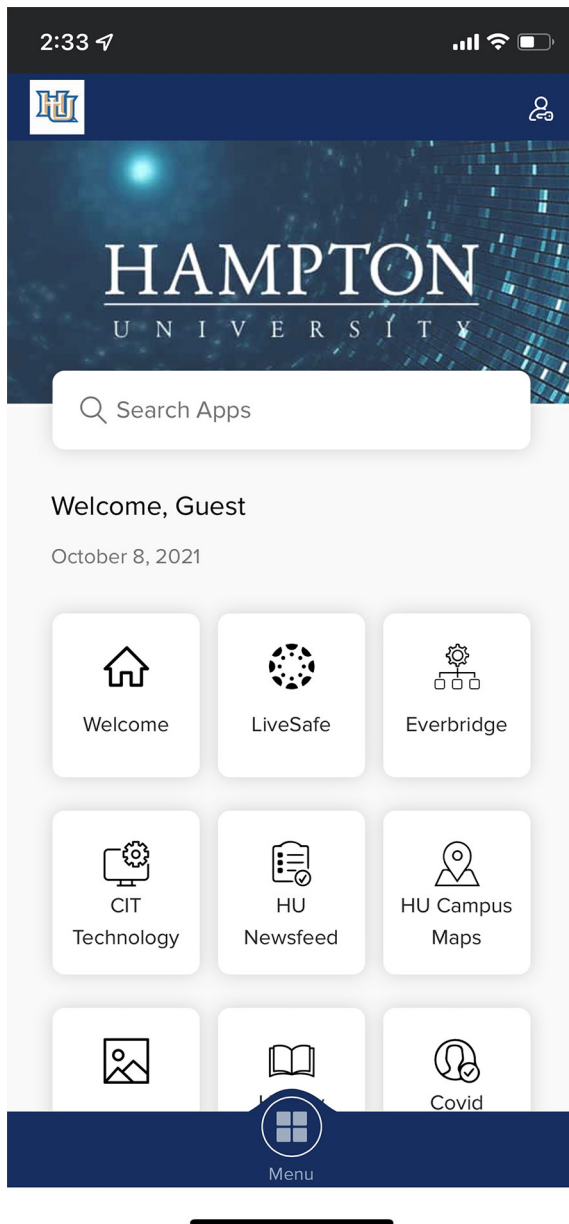 2:33
HU
HAMPTON
UNIVERSITY
Search Apps
Welcome, Guest
October 8, 2021
Welcome
LiveSafe
Everbridge
CIT
Technology
HU
Newsfeed
HU Campus
Maps
Covid
Menu